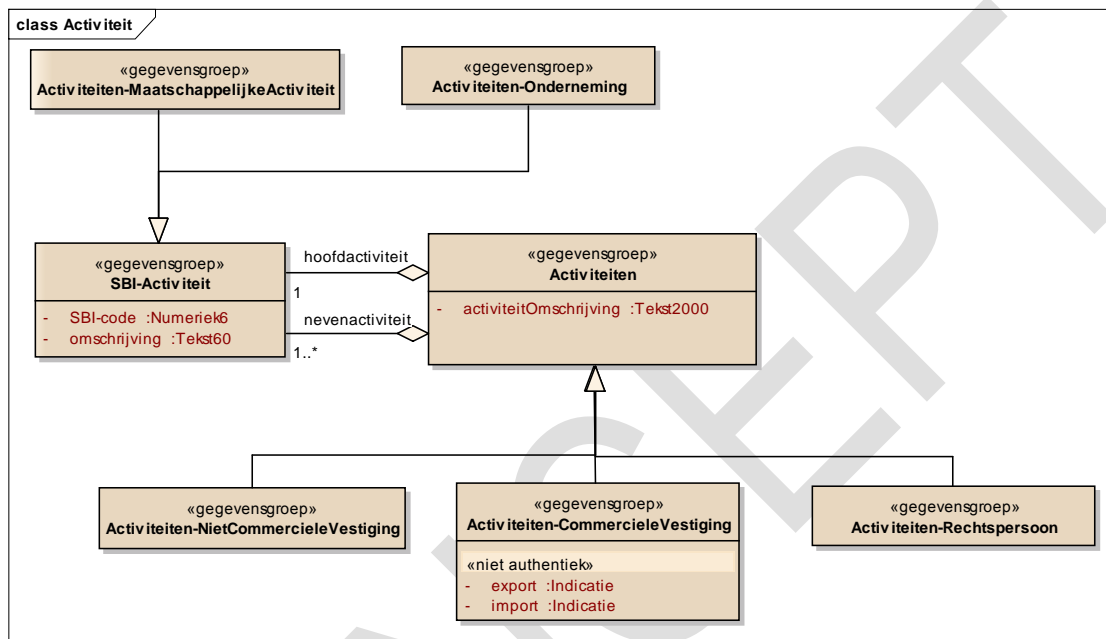 class Activiteit
«gegevensgroep»
Activiteiten-MaatschappelijkeActiviteit
«gegevensgroep»
Activiteiten-Onderneming
«gegevensgroep»
SBI-Activiteit
- SBI-code :Numeriek6
- omschrijving :Tekst60
hoofdactiviteit
1
nevenactiviteit
1..*
«gegevensgroep»
Activiteiten
- activiteitOmschrijving :Tekst2000
«gegevensgroep»
Activiteiten-NietCommercieleVestiging
«gegevensgroep»
Activiteiten-CommercieleVestiging
«niet authentiek»
- export :Indicatie
- import :Indicatie
«gegevensgroep»
Activiteiten-Rechtspersoon